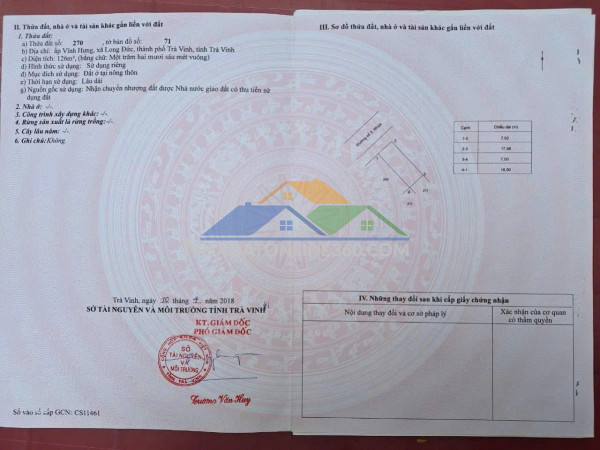 II. Thửa đất, nhà ở và tài sản khác gắn liền với đất
1. Thửa đất:
a) Thửa đất số: 270 , tờ bản đồ số: 71
b) Địa chỉ: ấp Vĩnh Hưng, xã Long Đức, thành phố Trà Vinh, tỉnh Trà Vinh
c) Diện tích: 126m², (bằng chữ: Một trăm hai mươi sáu mét vuông)
d) Hình thức sử dụng: Sử dụng riêng
đ) Mục đích sử dụng: Đất ở tại nông thôn
e) Thời hạn sử dụng: Lâu dài
g) Nguồn gốc sử dụng: Nhận chuyển nhượng đất được Nhà nước giao đất có thu tiền sử
dụng đất
2. Nhà ở: -/-.
3. Công trình xây dựng khác: -/-.
4. Rừng sản xuất là rừng trồng: -/-.
5. Cây lâu năm: -/-.
6. Ghi chú: Không
Trà Vinh, ngày tháng năm 2018
SỞ TÀI NGUYÊN VÀ MÔI TRƯỜNG TỈNH TRÀ VINH
KT. GIÁM ĐỐC
PHÓ GIÁM ĐỐC
SỞ
TÀI NGUYÊN
VÀ
MÔI TRƯỜNG
Trương Văn Huy
Số vào sổ cấp GCN: CS11461
III. Sơ đồ thửa đất, nhà ở và tài sản khác gắn liền với đất
Cạnh Chiều dài (m)
1-2 7.00
2-3
3-4 7.00
4-1 18.00
IV. Những thay đổi sau khi cấp giấy chứng nhận
Nội dung thay đổi và cơ sở pháp lý
Xác nhận của cơ quan
có thẩm quyền